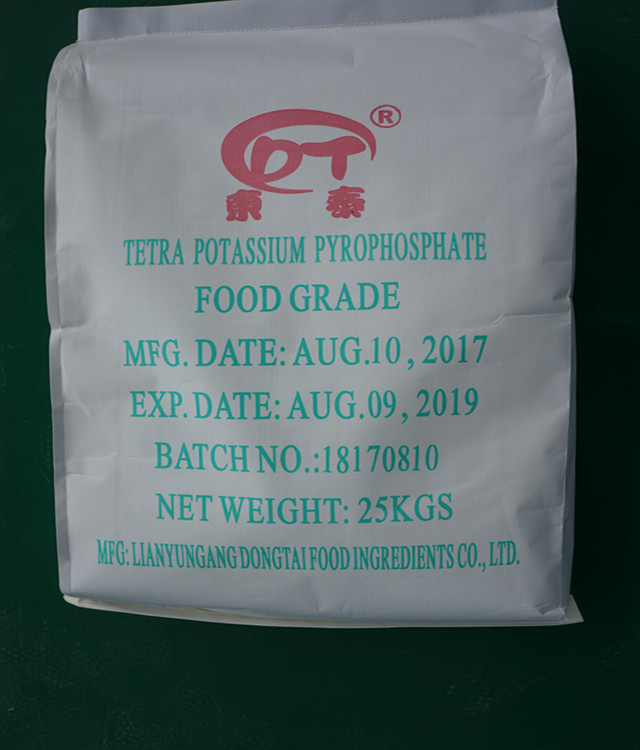 DT ®
东泰
TETRA POTASSIUM PYROPHOSPHATE
FOOD GRADE
MFG. DATE: AUG.10, 2017
EXP. DATE: AUG.09, 2019
BATCH NO.:18170810
NET WEIGHT: 25KGS
MFG: LIANYUNGANG DONGTAI FOOD INGREDIENTS CO., LTD.